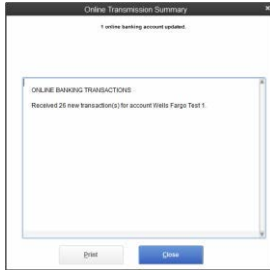 Online Transmission Summary
1 online banking account updated.
ONLINE BANKING TRANSACTIONS
Received 26 new transaction(s) for account Wells Fargo Test 1.
Print
Close